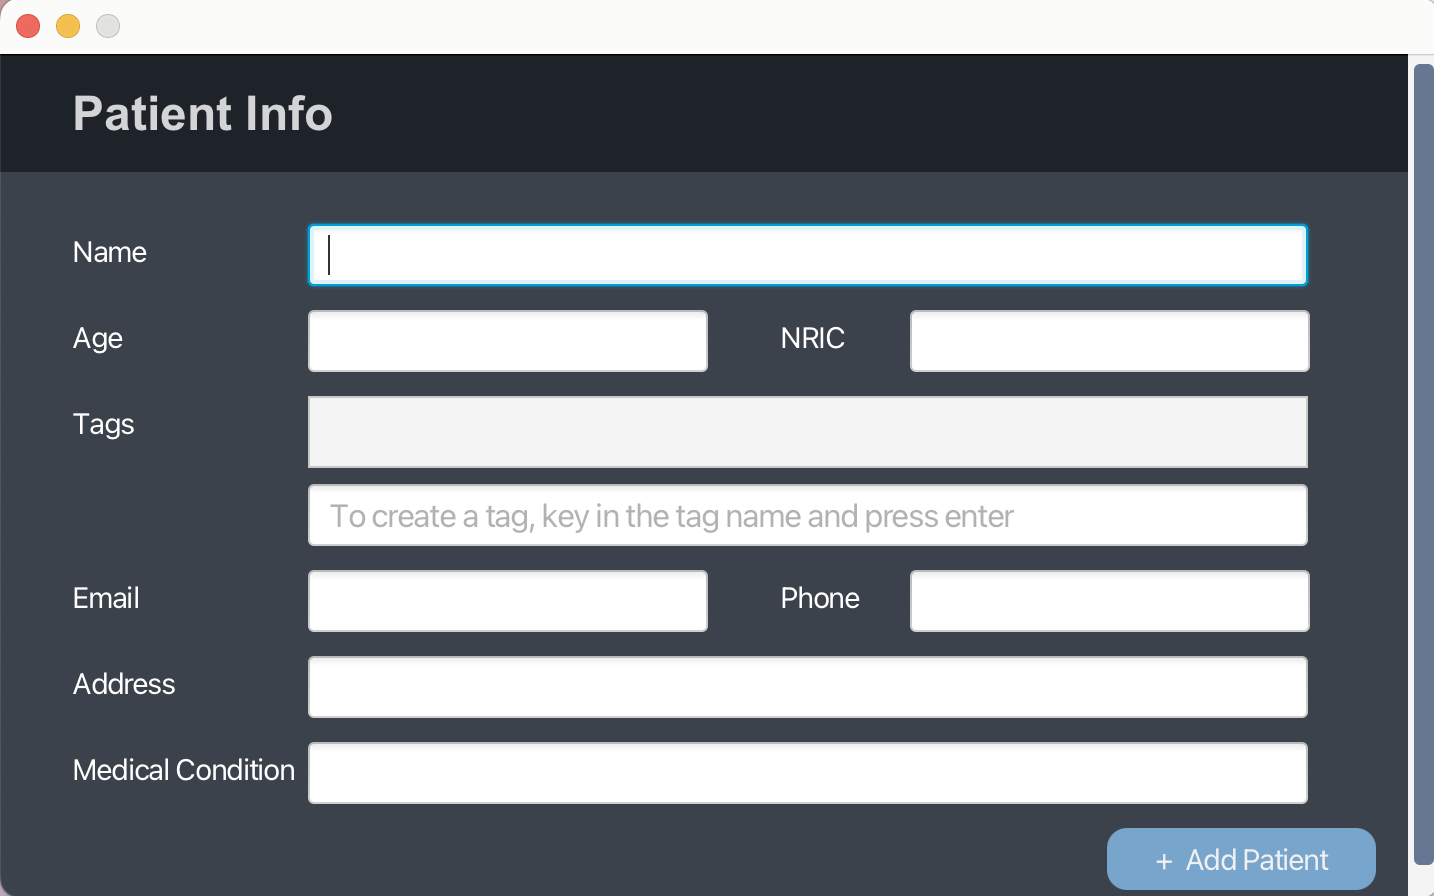 Patient Info
Name
Age
NRIC
Tags
To create a tag, key in the tag name and press enter
Email
Phone
Address
Medical Condition
+ Add Patient